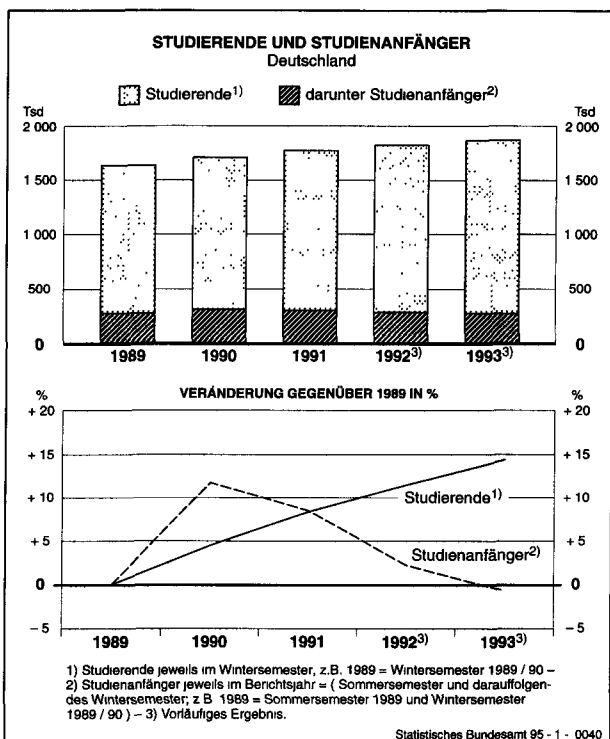 STUDIERENDE UND STUDIENANFÄNGER
Deutschland
Studierende1) darunter Studienanfänger2)
Tsd Tsd
2 000 2 000
1 500 1 500
1 000 1 000
500 500
0 0
1989 1990 1991 19923) 19933)
% VERÄNDERUNG GEGENÜBER 1989 IN % %
+ 20 + 20
+ 15 + 15
+ 10 + 10
Studierende1)
+ 5 + 5
Studienanfänger2)
0 0
– 5 – 5
1989 1990 1991 19923) 19933)
1) Studierende jeweils im Wintersemester, z.B. 1989 = Wintersemester 1989 / 90 –
2) Studienanfänger jeweils im Berichtsjahr = ( Sommersemester und darauffolgen-
des Wintersemester; z B 1989 = Sommersemester 1989 und Wintersemester
1989 / 90 ) – 3) Vorläufiges Ergebnis.
Statistisches Bundesamt 95 - 1 - 0040